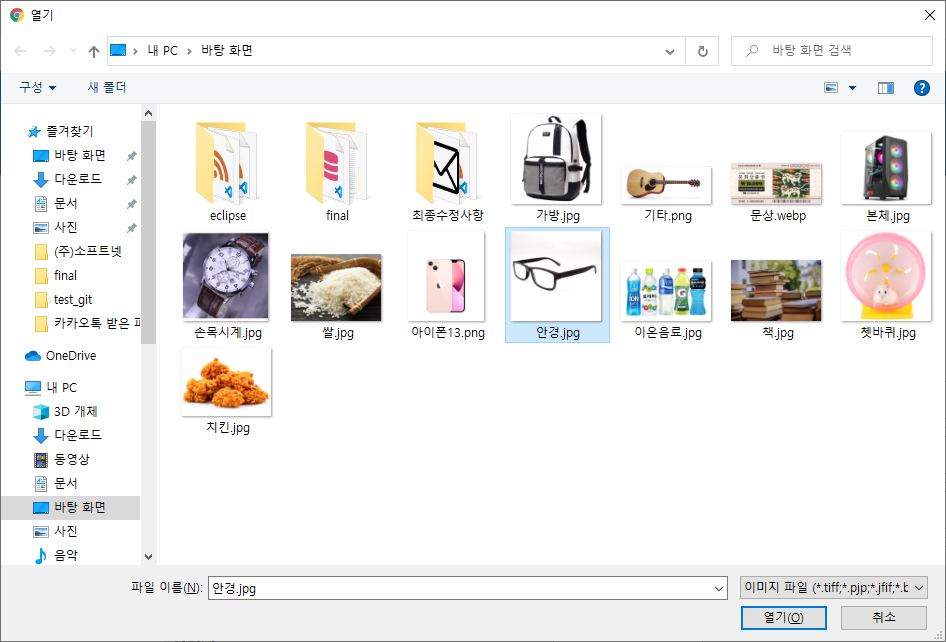 열기
내 PC > 바탕 화면
바탕 화면 검색
구성
새 폴더
즐겨찾기
바탕 화면
다운로드
문서
사진
(주)소프트넷
final
test_git
카카오톡 받은 파
OneDrive
내 PC
3D 개체
다운로드
동영상
문서
바탕 화면
사진
음악
eclipse
final
최종수정사항
가방.jpg
기타.png
문상.webp
본체.jpg
손목시계.jpg
쌀.jpg
아이폰13.png
안경.jpg
이온음료.jpg
책.jpg
쳇바퀴.jpg
치킨.jpg
파일 이름(N):
안경.jpg
이미지 파일 (*.tiff;*.pjp;*.jfif;*.b
열기(O)
취소